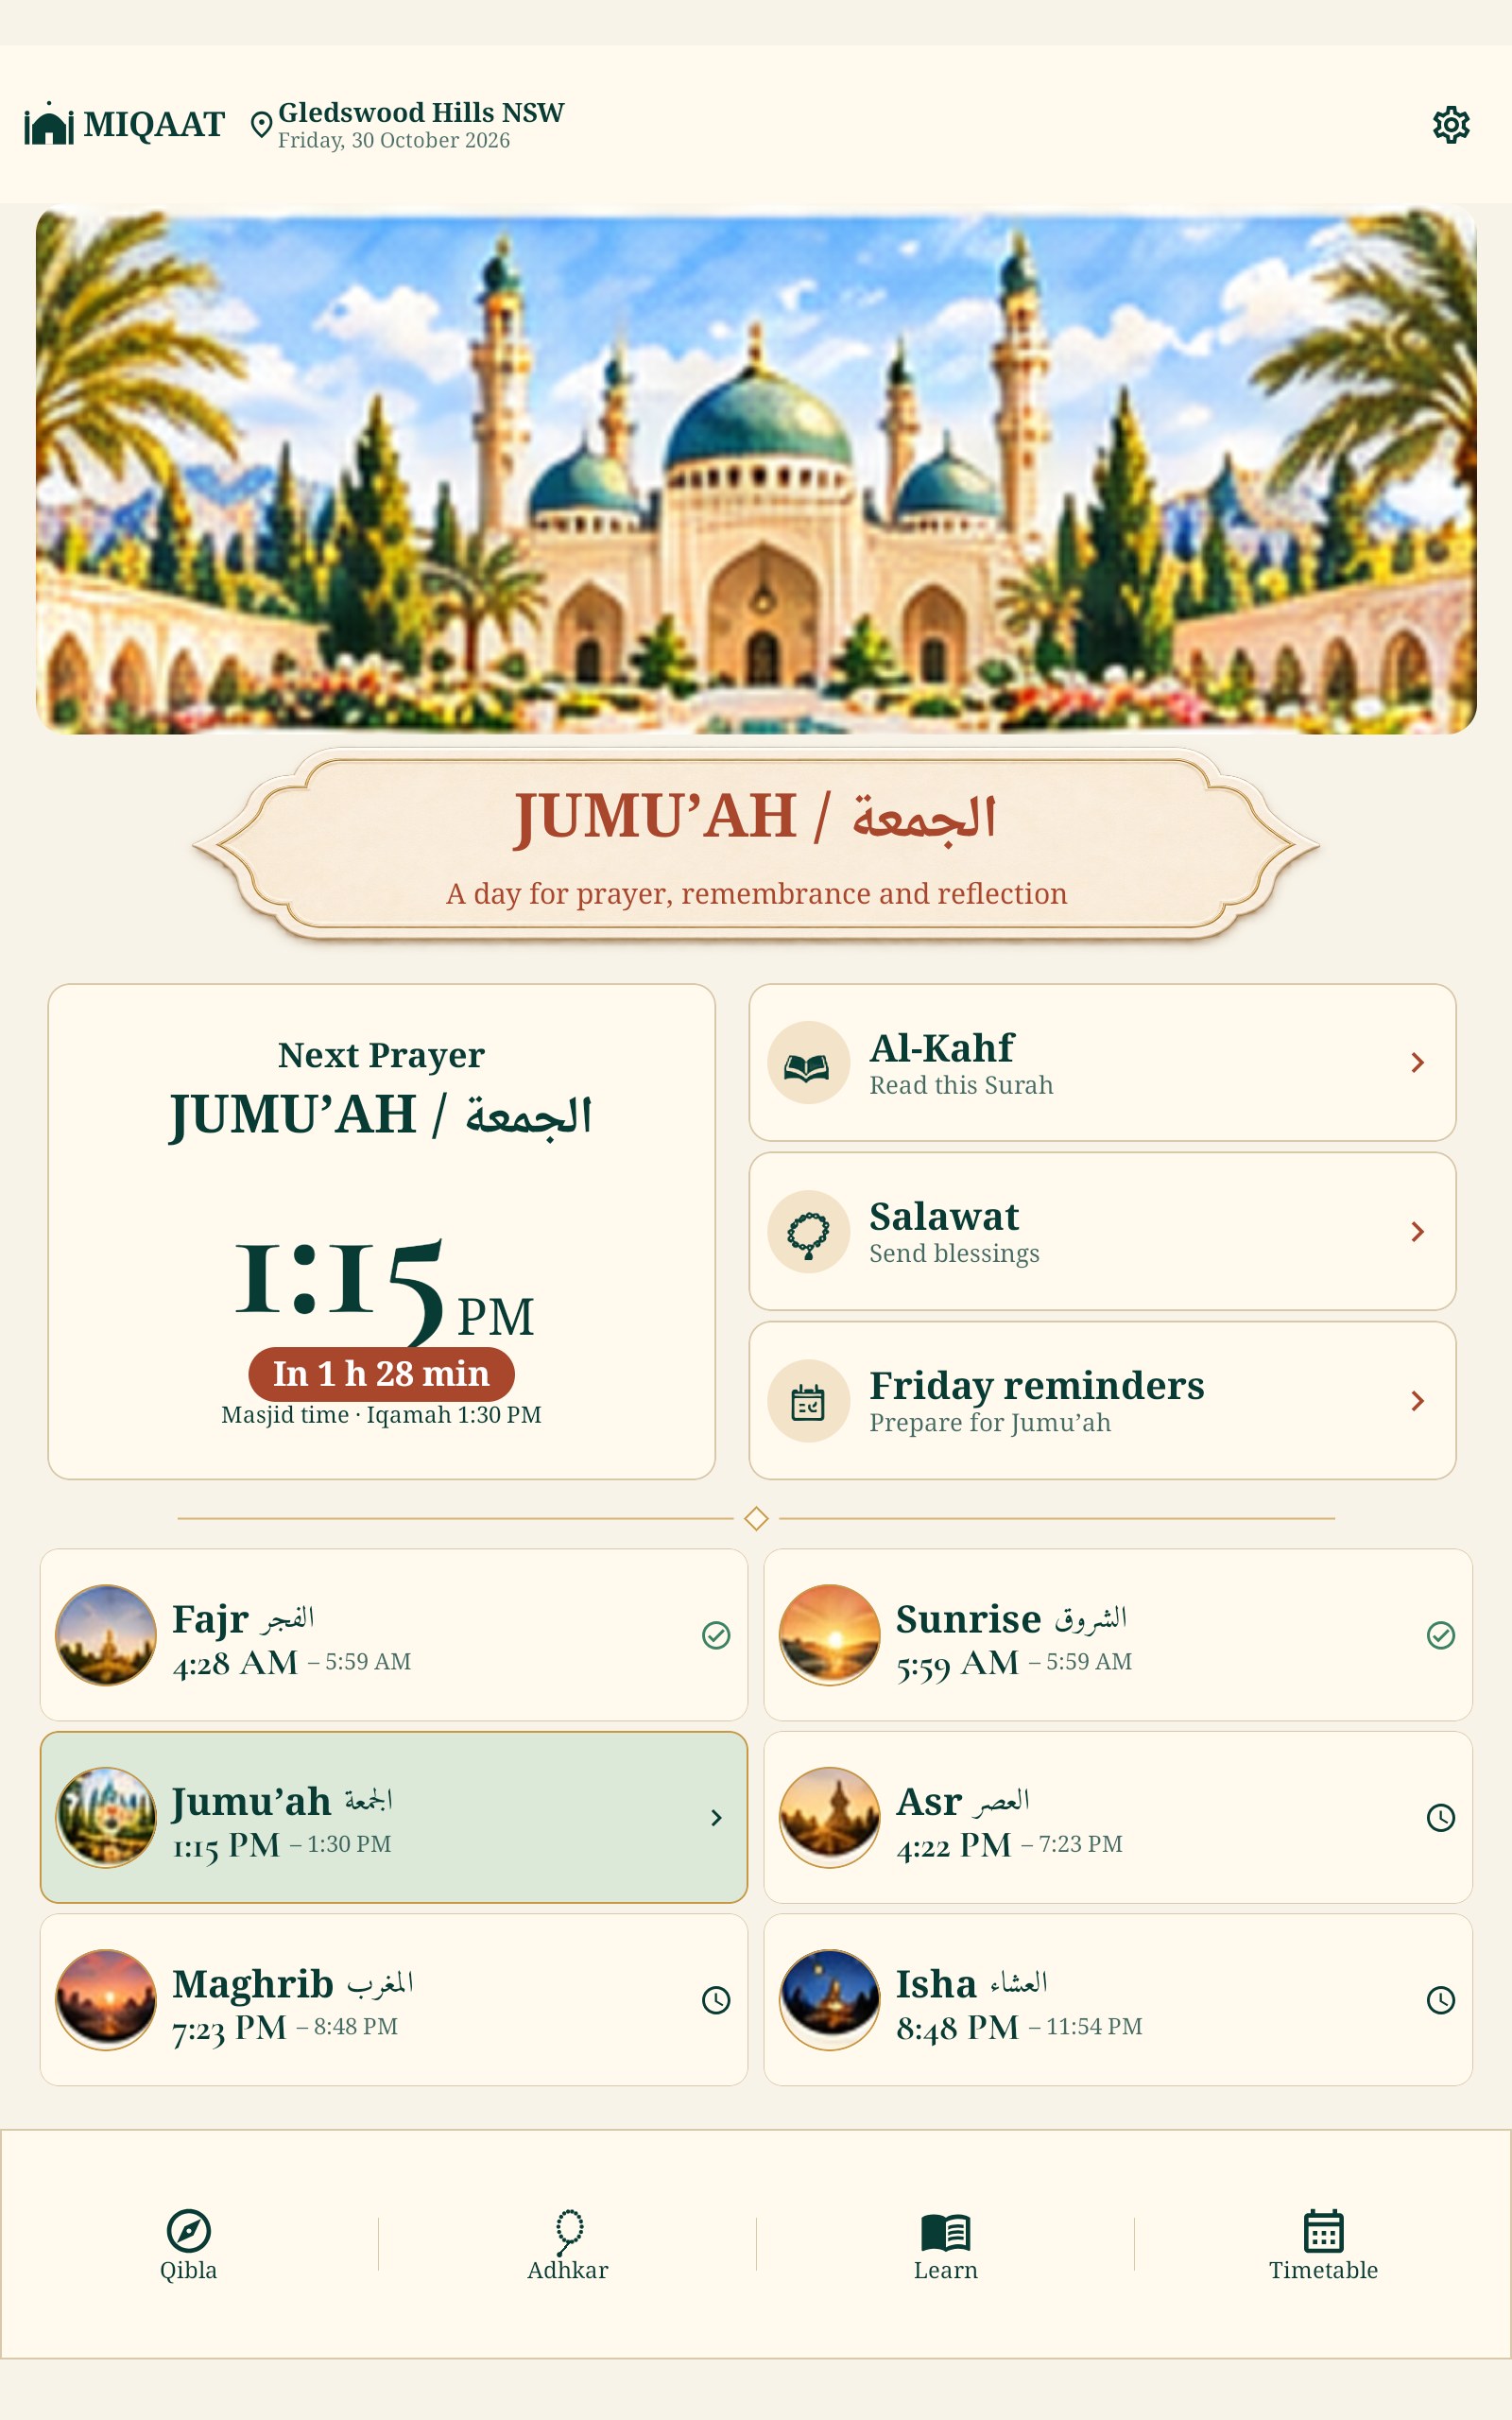 MIQAAT
Gledswood Hills NSW
Friday, 30 October 2026
JUMU’AH / الجمعة
A day for prayer, remembrance and reflection
Next Prayer
JUMU’AH / الجمعة
1:15 PM
In 1 h 28 min
Masjid time · Iqamah 1:30 PM
Al-Kahf
Read this Surah
Salawat
Send blessings
Friday reminders
Prepare for Jumu’ah
Fajr الفجر
4:28 AM – 5:59 AM
Sunrise الشروق
5:59 AM – 5:59 AM
Jumu’ah الجمعة
1:15 PM – 1:30 PM
Asr العصر
4:22 PM – 7:23 PM
Maghrib المغرب
7:23 PM – 8:48 PM
Isha العشاء
8:48 PM – 11:54 PM
Qibla
Adhkar
Learn
Timetable